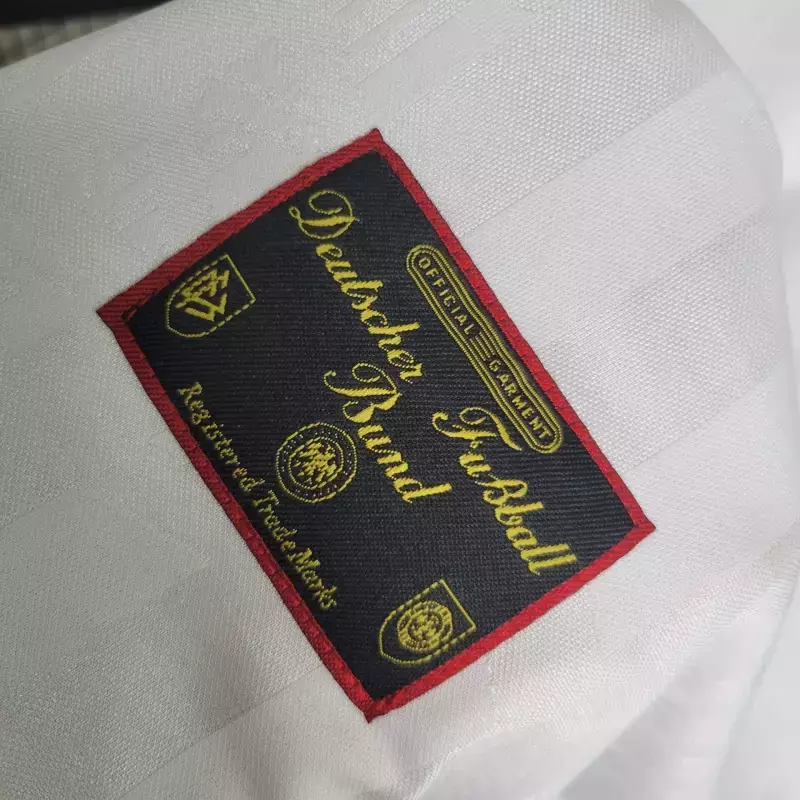 OFFICIAL GARMENT
Deutscher Fußball
Bund
Registered Trade Marks